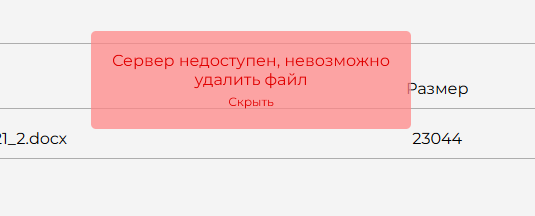 Сервер недоступен, невозможно
удалить файл
Размер
Скрыть
21_2.docx 23044